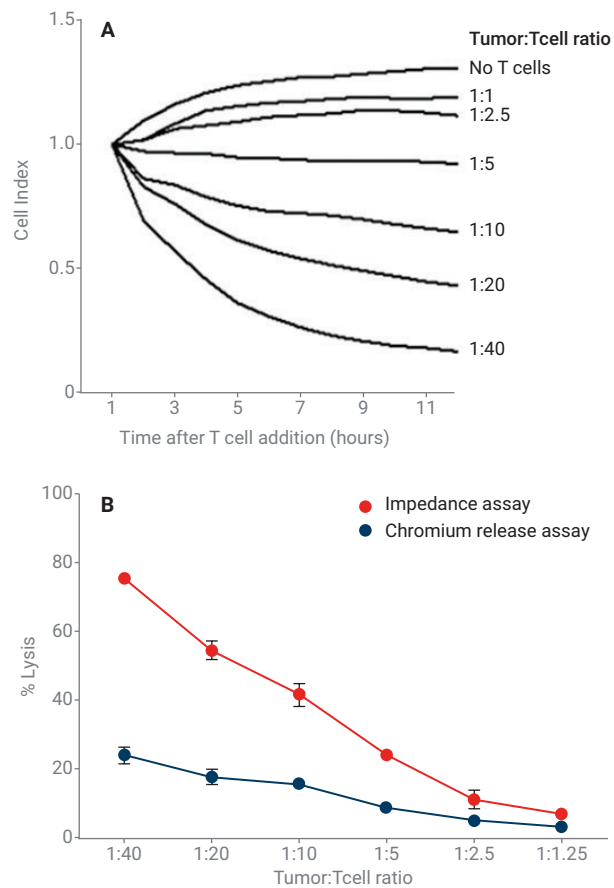 A
1.5
1.0
0.5
0
Cell Index
1 3 5 7 9 11
Time after T cell addition (hours)
Tumor:Tcell ratio
No T cells
1:1
1:2.5
1:5
1:10
1:20
1:40
B
100
80
60
40
20
0
% Lysis
Impedance assay
Chromium release assay
1:40 1:20 1:10 1:5 1:2.5 1:1.25
Tumor:Tcell ratio